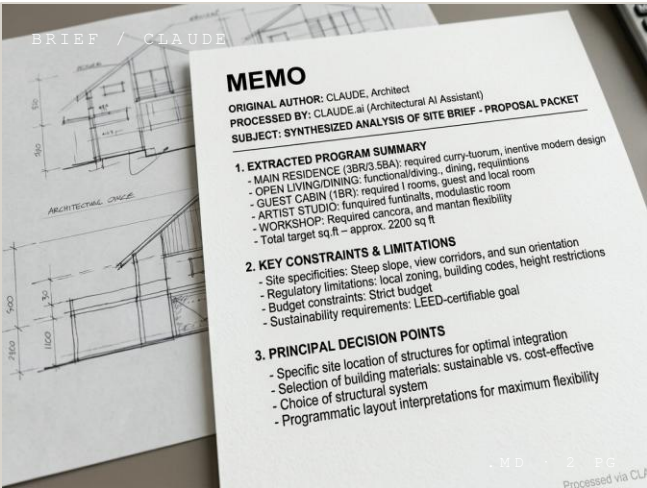 BRIEF / CLAUDE
MEMO
ORIGINAL AUTHOR: CLAUDE, Architect
PROCESSED BY: CLAUDE.ai (Architectural AI Assistant)
SUBJECT: SYNTHESIZED ANALYSIS OF SITE BRIEF - PROPOSAL PACKET
1. EXTRACTED PROGRAM SUMMARY
- MAIN RESIDENCE (3BR/3.5BA): required curry-tuorum, inentive modern design
- OPEN LIVING/DINING: functional/diving., dining, requiintions
- GUEST CABIN (1BR): required I rooms, guest and local room
- ARTIST STUDIO: funquired funtinalts, modulastic room
- WORKSHOP: Required cancora, and mantan flexibility
- Total target sq.ft – approx. 2200 sq ft
2. KEY CONSTRAINTS & LIMITATIONS
- Site specificities: Steep slope, view corridors, and sun orientation
- Regulatory limitations: local zoning, building codes, height restrictions
- Budget constraints: Strict budget
- Sustainability requirements: LEED-certifiable goal
3. PRINCIPAL DECISION POINTS
- Specific site location of structures for optimal integration
- Selection of building materials: sustainable vs. cost-effective
- Choice of structural system
- Programmatic layout interpretations for maximum flexibility
.MD · 2 PG
Processed via CLA